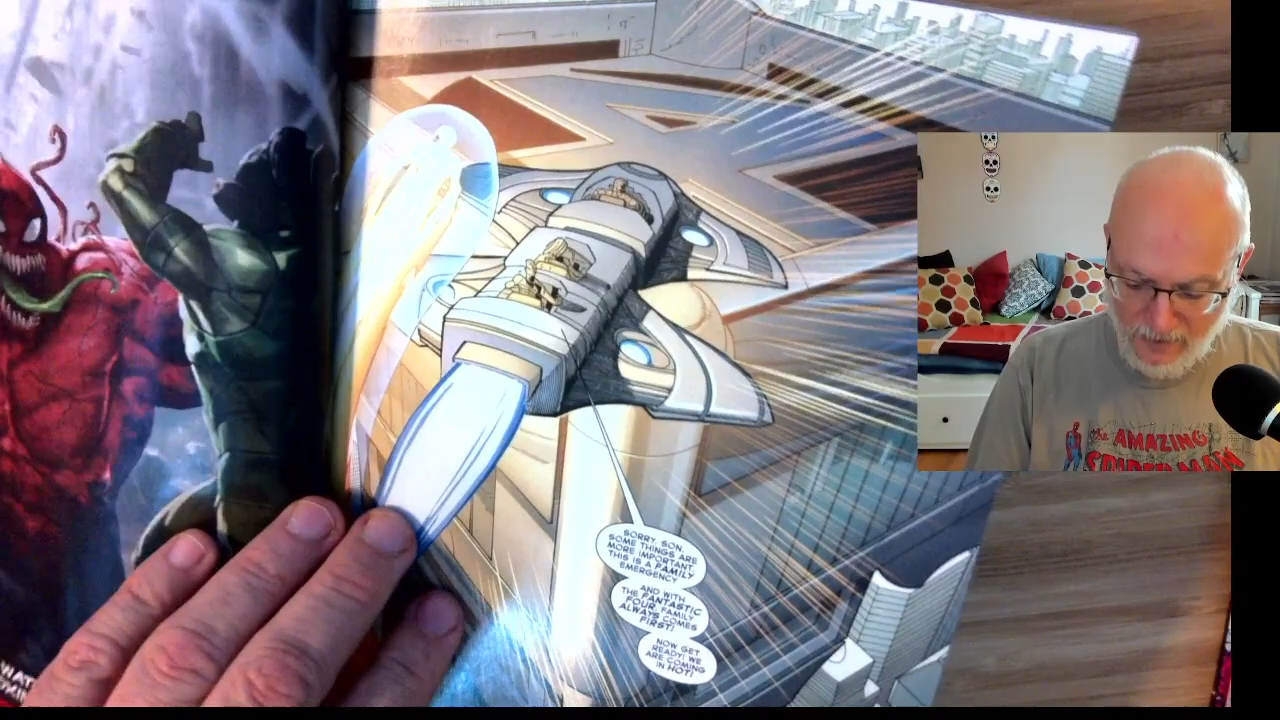 SORRY, SON.
SOME THINGS ARE
MORE IMPORTANT.
THIS IS A FAMILY
EMERGENCY.
AND WITH
THE FANTASTIC
FOUR FAMILY
ALWAYS COMES
FIRST!
NOW GET
READY! WE
ARE COMING
IN HOT!
THE AMAZING
SPIDER-MAN